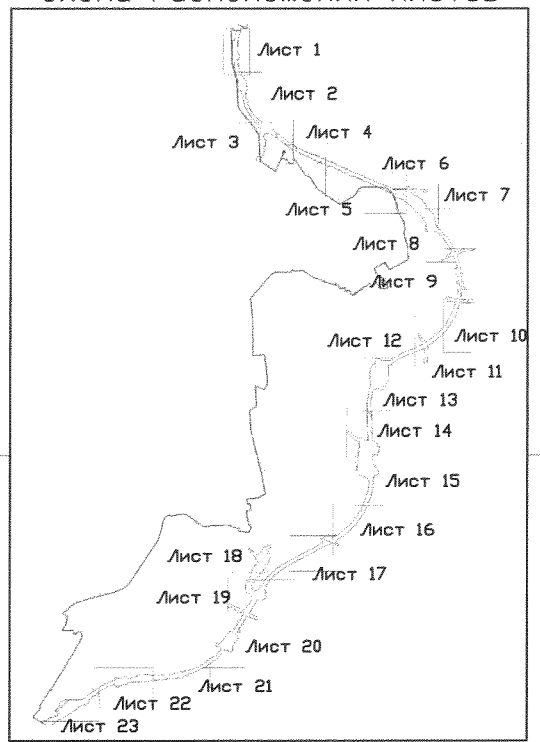 Лист 1
Лист 2
Лист 3
Лист 4
Лист 5
Лист 6
Лист 7
Лист 8
Лист 9
Лист 10
Лист 11
Лист 12
Лист 13
Лист 14
Лист 15
Лист 16
Лист 17
Лист 18
Лист 19
Лист 20
Лист 21
Лист 22
Лист 23